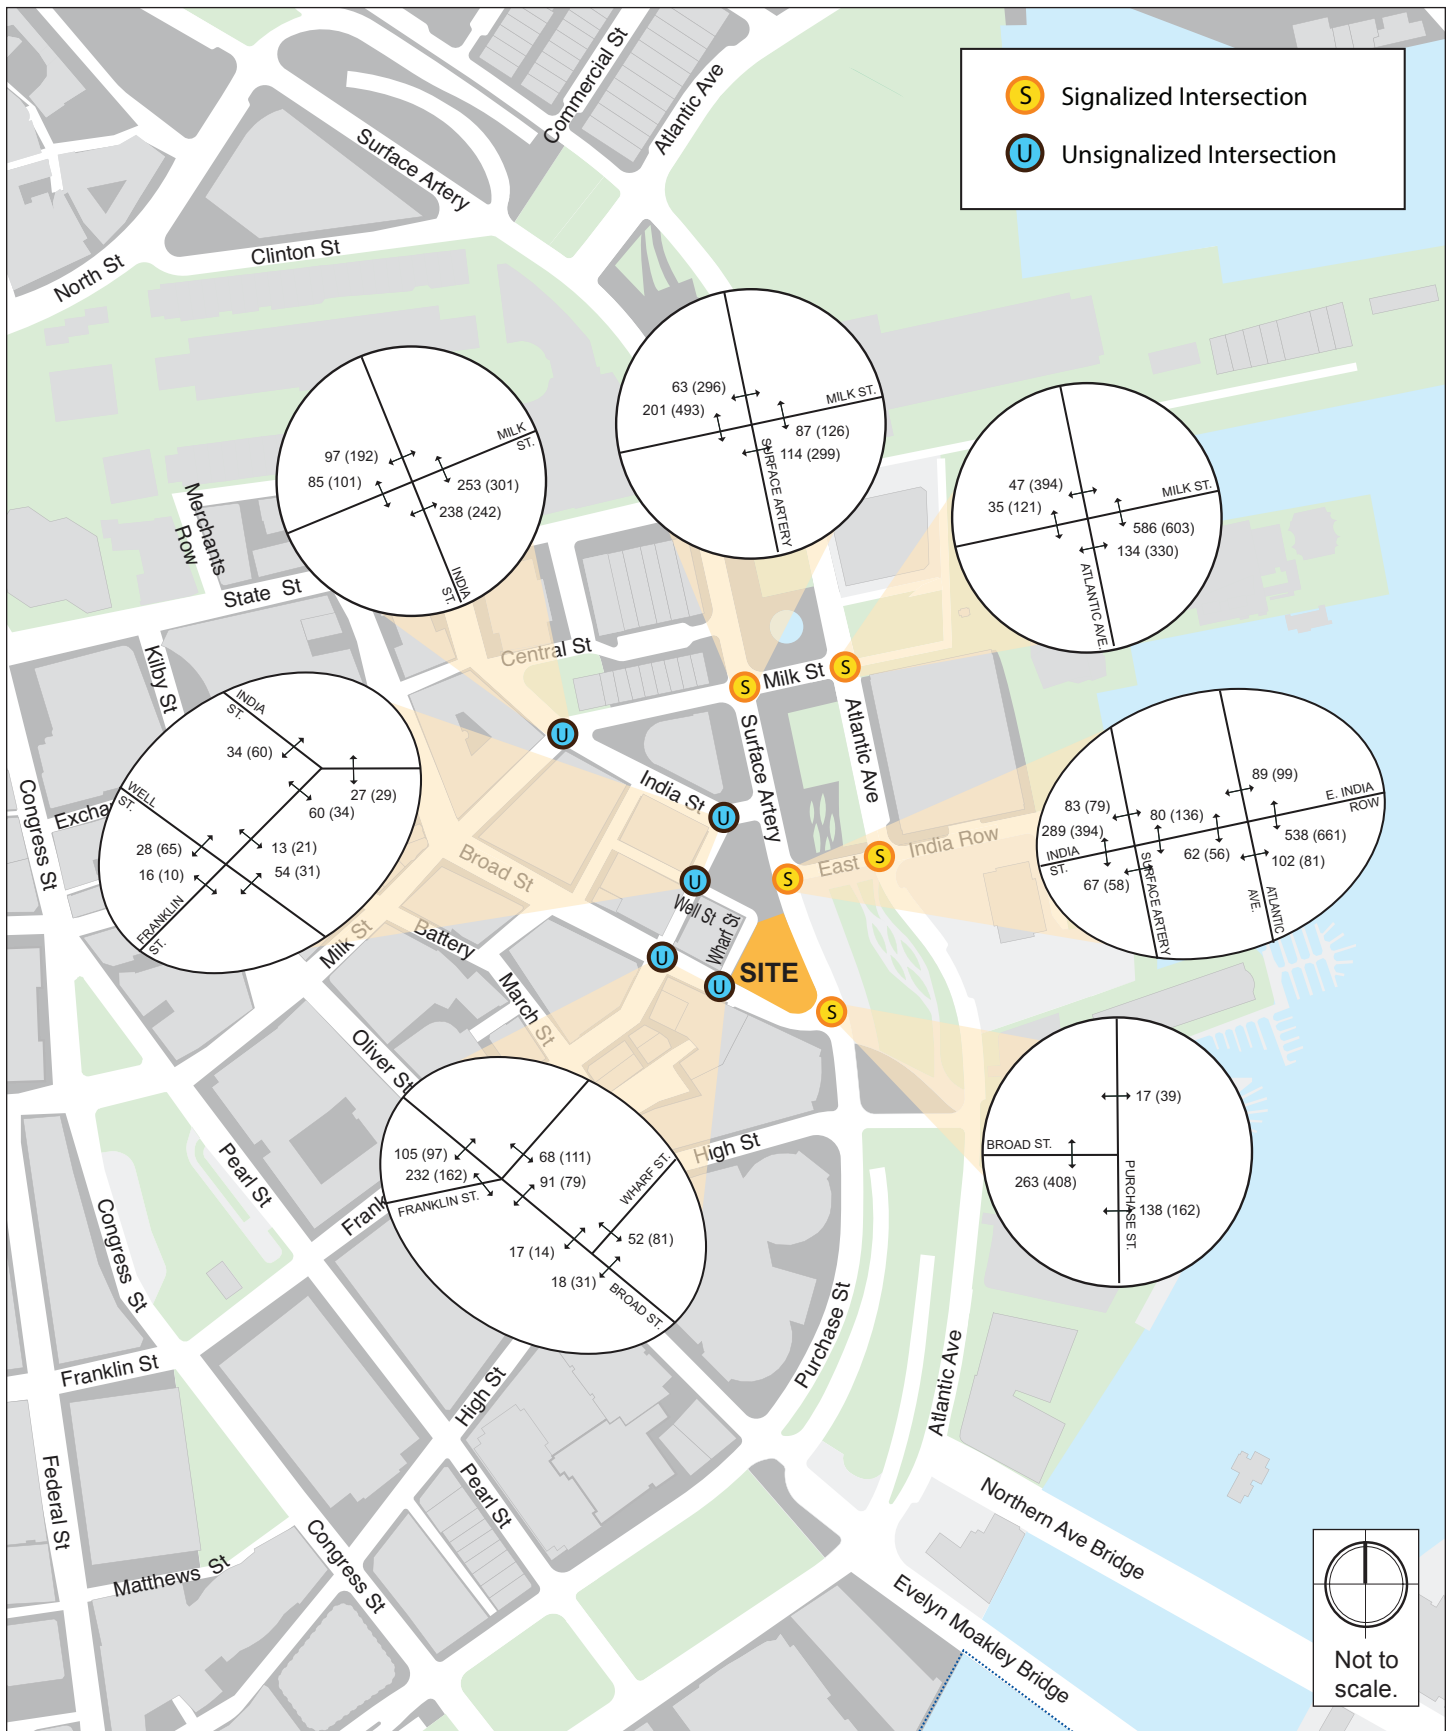 S Signalized Intersection
U Unsignalized Intersection
Commercial St
Atlantic Ave
Surface Artery
Clinton St
North St
63 (296)
201 (493)
MILK ST.
87 (126)
114 (299)
SURFACE ARTERY
97 (192)
85 (101)
MILK
ST.
253 (301)
238 (242)
INDIA
ST.
47 (394)
35 (121)
MILK ST.
586 (603)
134 (330)
ATLANTIC AVE.
Merchants
Row
State St
Kilby St
Central St
S
Milk St
S
U
Surface Artery
Atlantic Ave
India St
U
INDIA
ST.
34 (60)
27 (29)
60 (34)
WELL
ST.
28 (65)
16 (10)
13 (21)
54 (31)
FRANKLIN
ST.
Congress St
Exchan
Broad St
East
S
India Row
S
U
Well St
Wharf St
89 (99)
E. INDIA
ROW
83 (79)
80 (136)
289 (394)
538 (661)
INDIA
ST.
62 (56)
102 (81)
67 (58)
SURFACE ARTERY
ATLANTIC
AVE.
Milk St
Battery
March St
U
U
SITE
S
Oliver St
105 (97)
232 (162)
FRANKLIN ST.
68 (111)
91 (79)
WHARF ST.
17 (14)
52 (81)
18 (31)
BROAD ST.
High St
17 (39)
BROAD ST.
263 (408)
PURCHASE ST.
138 (162)
Pearl St
Frank
Congress St
Franklin St
High St
Purchase St
Atlantic Ave
Federal St
Pearl St
Matthews St
Congress St
Northern Ave Bridge
Evelyn Moakley Bridge
Not to
scale.